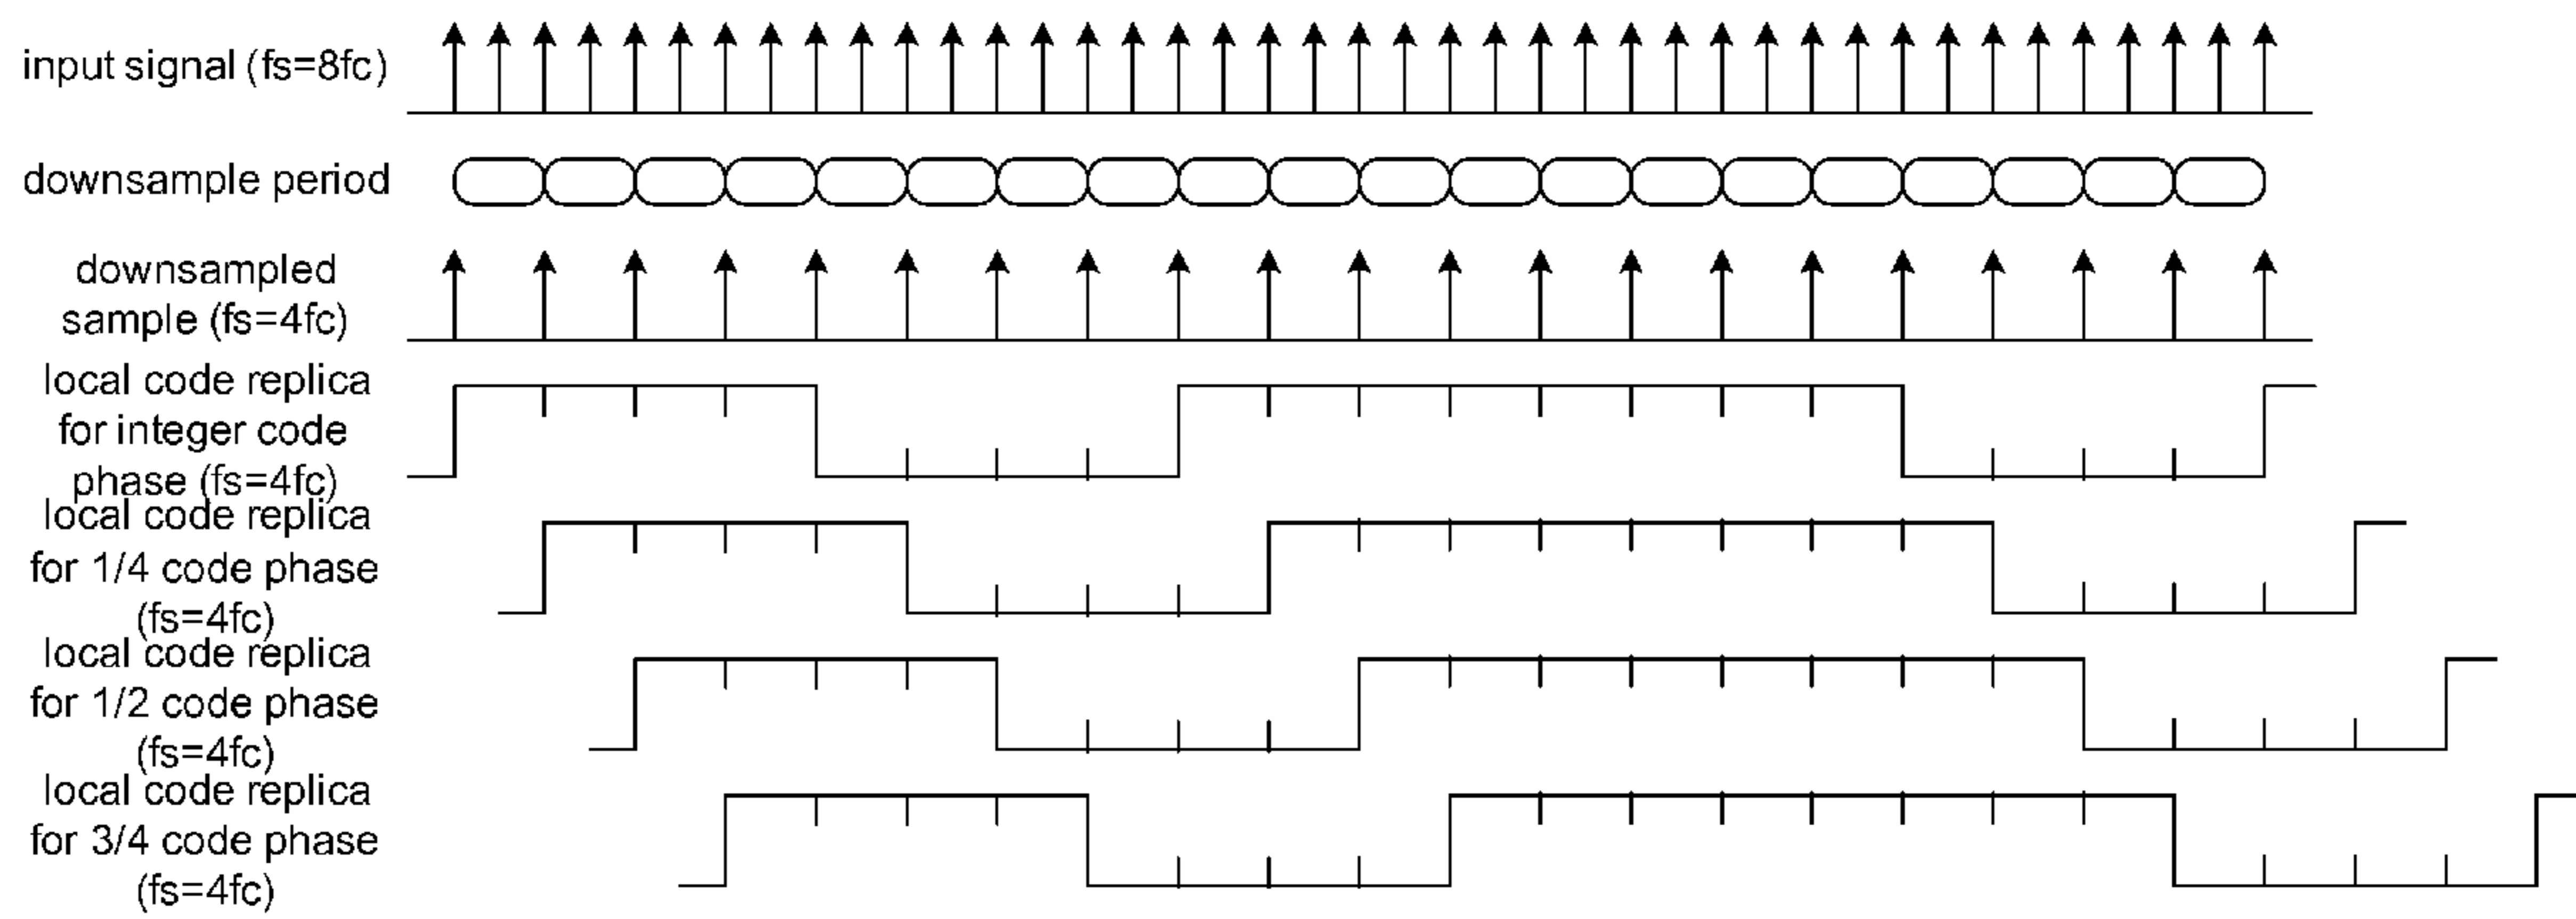 input signal (fs=8fc)
downsample period
downsampled
sample (fs=4fc)
local code replica
for integer code
phase (fs=4fc)
local code replica
for 1/4 code phase
(fs=4fc)
local code replica
for 1/2 code phase
(fs=4fc)
local code replica
for 3/4 code phase
(fs=4fc)